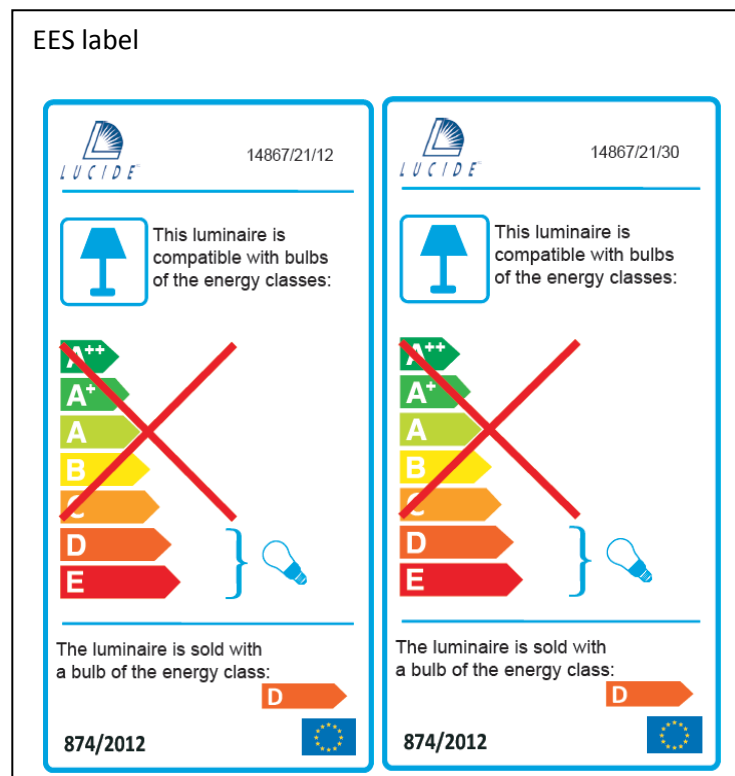 EES label
LUCIDE
14867/21/12
This luminaire is
compatible with bulbs
of the energy classes:
A++
A+
A
B
C
D
E
The luminaire is sold with
a bulb of the energy class:
D
874/2012
LUCIDE
14867/21/30
This luminaire is
compatible with bulbs
of the energy classes:
A++
A+
A
B
C
D
E
The luminaire is sold with
a bulb of the energy class:
D
874/2012